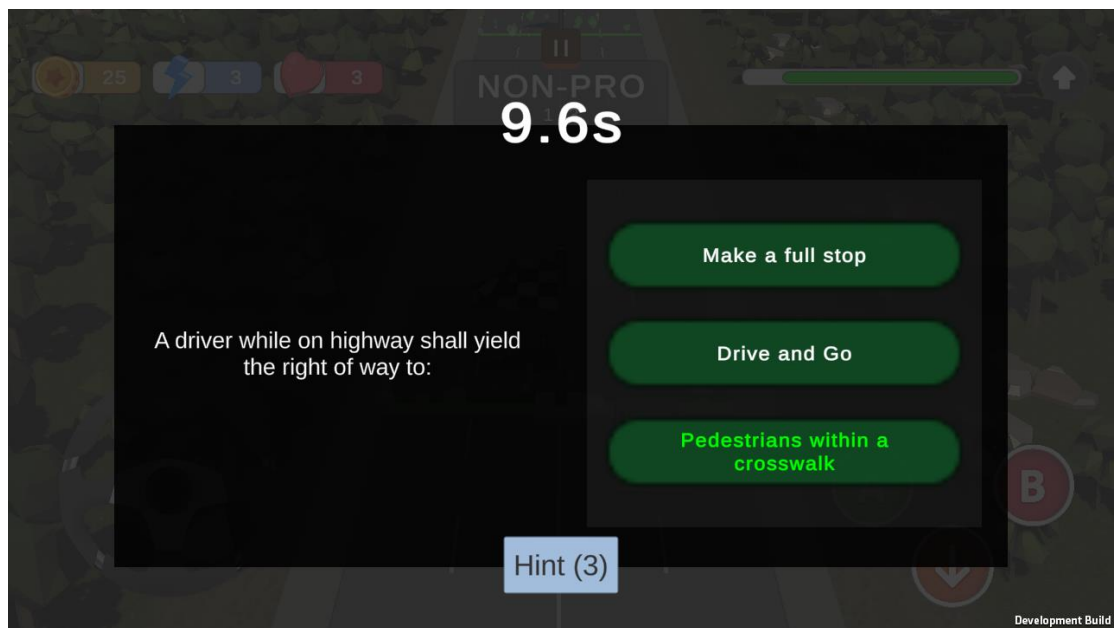 25
3
3
NON-PRO
1
9.6s
A driver while on highway shall yield
the right of way to:
Make a full stop
Drive and Go
Pedestrians within a
crosswalk
B
Hint (3)
Development Build